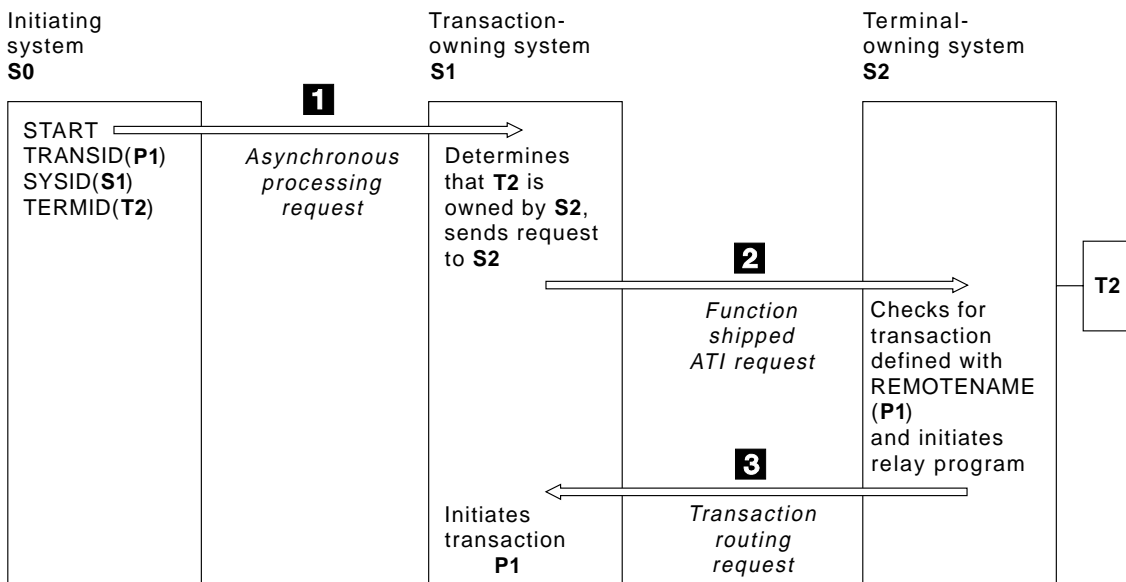 Initiating
system
S0
Transaction-
owning system
S1
Terminal-
owning system
S2
START
TRANSID(P1)
SYSID(S1)
TERMID(T2)
1
Asynchronous
processing
request
Determines
that T2 is
owned by S2,
sends request
to S2
2
Function
shipped
ATI request
Checks for
transaction
defined with
REMOTENAME
(P1)
and initiates
relay program
T2
3
Transaction
routing
request
Initiates
transaction
P1